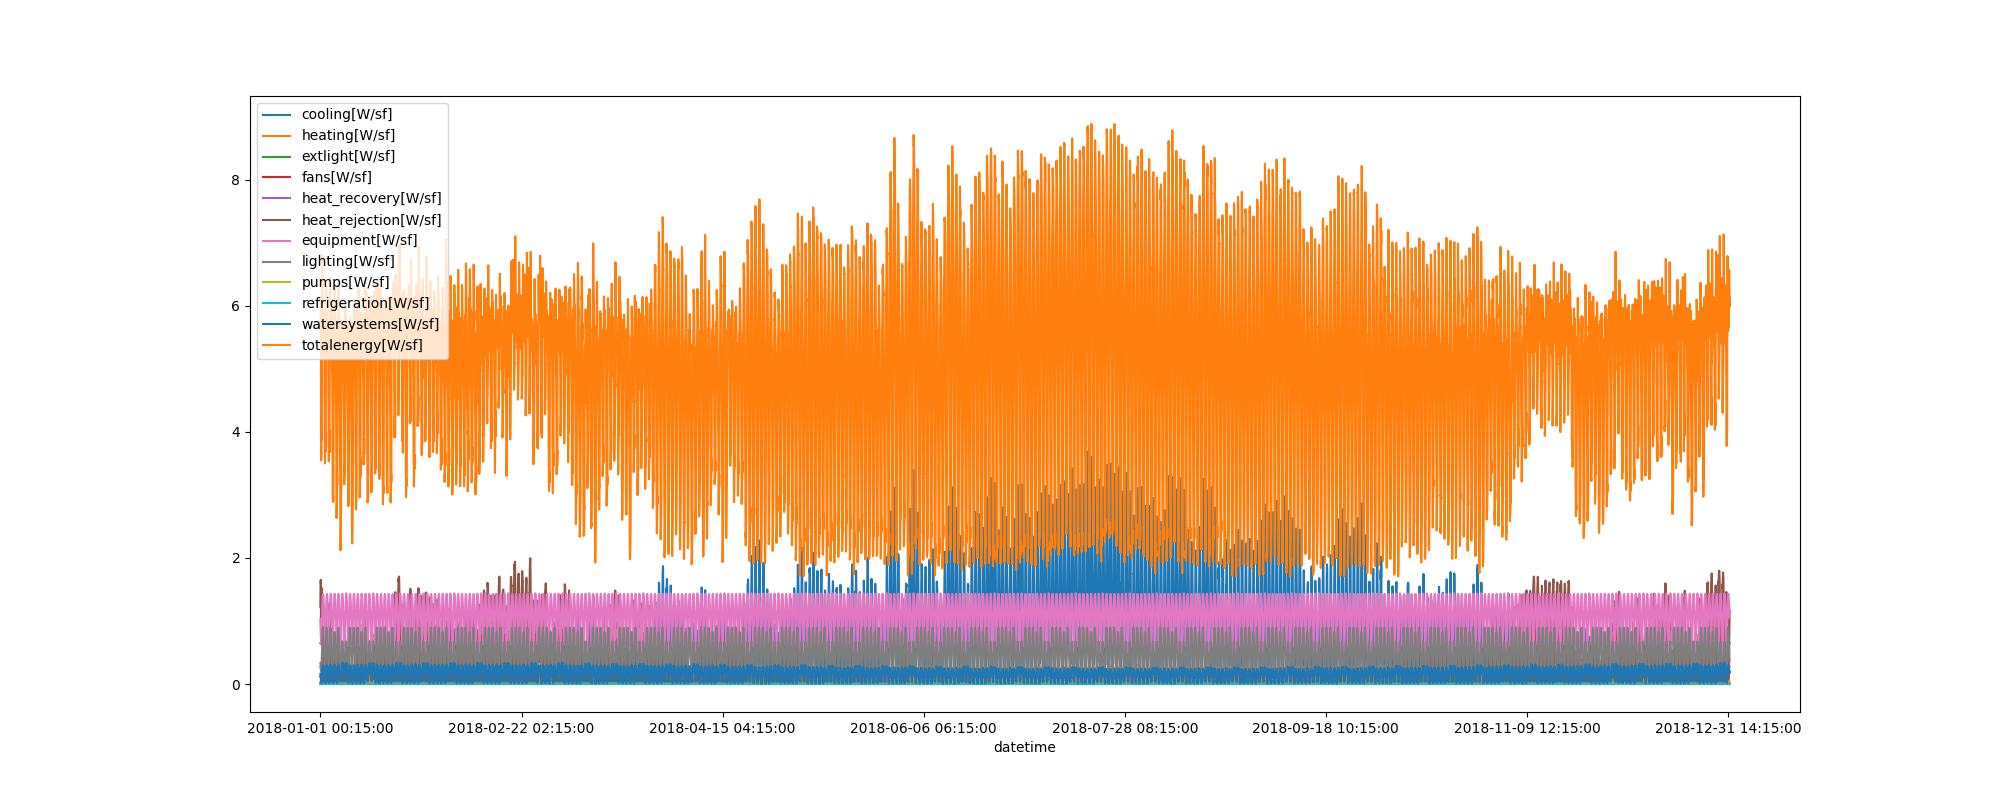 cooling[W/sf]
heating[W/sf]
extlight[W/sf]
fans[W/sf]
heat_recovery[W/sf]
heat_rejection[W/sf]
equipment[W/sf]
lighting[W/sf]
pumps[W/sf]
refrigeration[W/sf]
watersystems[W/sf]
totalenergy[W/sf]
8
6
4
2
0
2018-01-01 00:15:00 2018-02-22 02:15:00 2018-04-15 04:15:00 2018-06-06 06:15:00 2018-07-28 08:15:00 2018-09-18 10:15:00 2018-11-09 12:15:00 2018-12-31 14:15:00
datetime